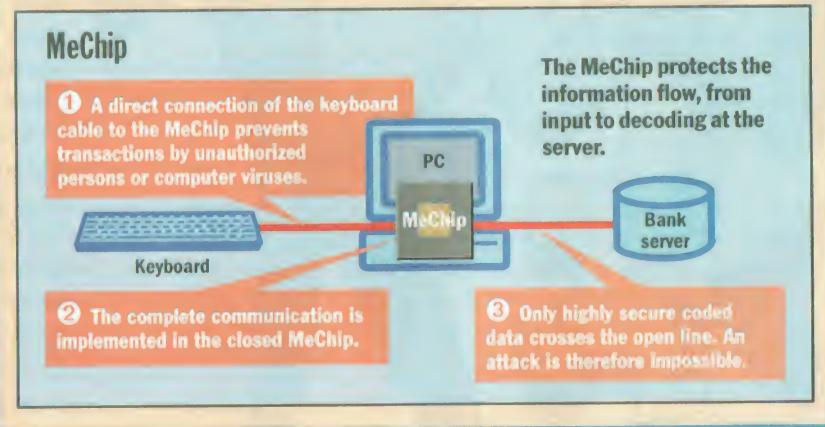 MeChip
The MeChip protects the
information flow, from
input to decoding at the
server.
❶ A direct connection of the keyboard
cable to the MeChip prevents
transactions by unauthorized
persons or computer viruses.
PC
MeChip
Bank
server
Keyboard
❷ The complete communication is
implemented in the closed MeChip.
❸ Only highly secure coded
data crosses the open line. An
attack is therefore impossible.